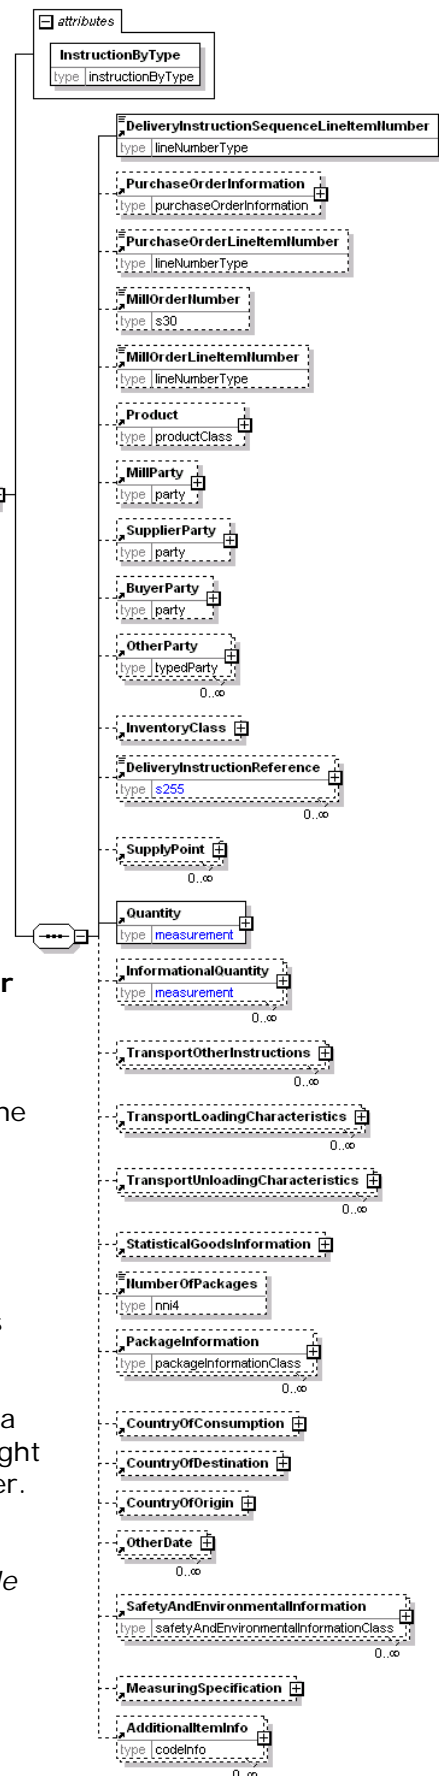 attributes
InstructionByType
type instructionByType
DeliveryInstructionSequenceLineItemNumber
type lineNumberType
PurchaseOrderInformation
type purchaseOrderInformation
PurchaseOrderLineItemNumber
type lineNumberType
MillOrderNumber
type s30
MillOrderLineItemNumber
type lineNumberType
Product
type productClass
MillParty
type party
SupplierParty
type party
BuyerParty
type party
OtherParty
type typedParty
0..∞
InventoryClass
DeliveryInstructionReference
type s255
0..∞
SupplyPoint
0..∞
Quantity
type measurement
r
InformationalQuantity
type measurement
0..∞
TransportOtherInstructions
0..∞
ne
TransportLoadingCharacteristics
0..∞
TransportUnloadingCharacteristics
0..∞
StatisticalGoodsInformation
NumberOfPackages
type nni4
s
PackageInformation
type packageInformationClass
0..∞
a
CountryOfConsumption
ght
CountryOfDestination
er.
CountryOfOrigin
OtherDate
0..∞
le
SafetyAndEnvironmentalInformation
type safetyAndEnvironmentalInformationClass
0..∞
MeasuringSpecification
AdditionalItemInfo
type codeInfo
0..∞